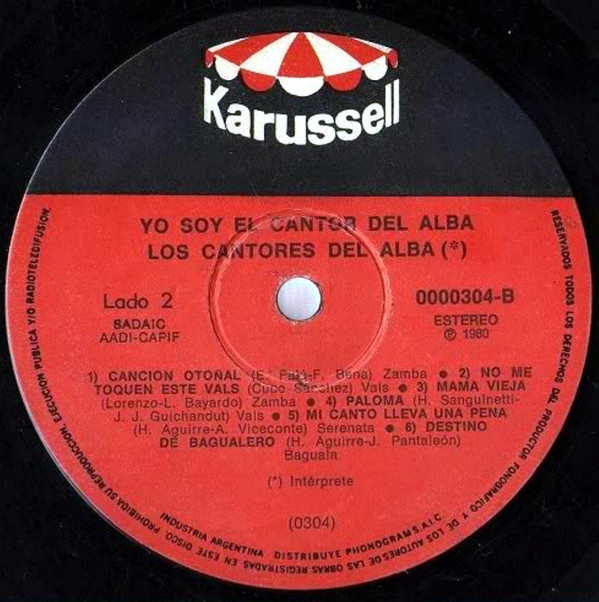 Karussell
YO SOY EL CANTOR DEL ALBA
LOS CANTORES DEL ALBA (*)
Lado 2
SADAIC
AADI-CAPIF
0000304-B
ESTEREO
Ⓟ 1980
1) CANCION OTOÑAL (E. Falú-F. Bena) Zamba ● 2) NO ME
TOQUEN ESTE VALS (Cuco Sánchez) Vals ● 3) MAMA VIEJA
(Lorenzo-L. Bayardo) Zamba ● 4) PALOMA (H. Sanguinetti-
J. J. Guichandut) Vals ● 5) MI CANTO LLEVA UNA PENA
(H. Aguirre-A. Viceconte) Serenata ● 6) DESTINO
DE BAGUALERO (H. Aguirre-J. Pantaleón)
Baguala
(*) Intérprete
(0304)
INDUSTRIA ARGENTINA DISTRIBUYE PHONOGRAM S.A.I.C.
RESERVADOS TODOS LOS DERECHOS DEL PRODUCTOR FONOGRAFICO Y DE LOS AUTORES DE LAS OBRAS REGISTRADAS EN ESTE DISCO. PROHIBIDA SU REPRODUCCION, EJECUCION PUBLICA Y/O RADIOTELEDIFUSION.